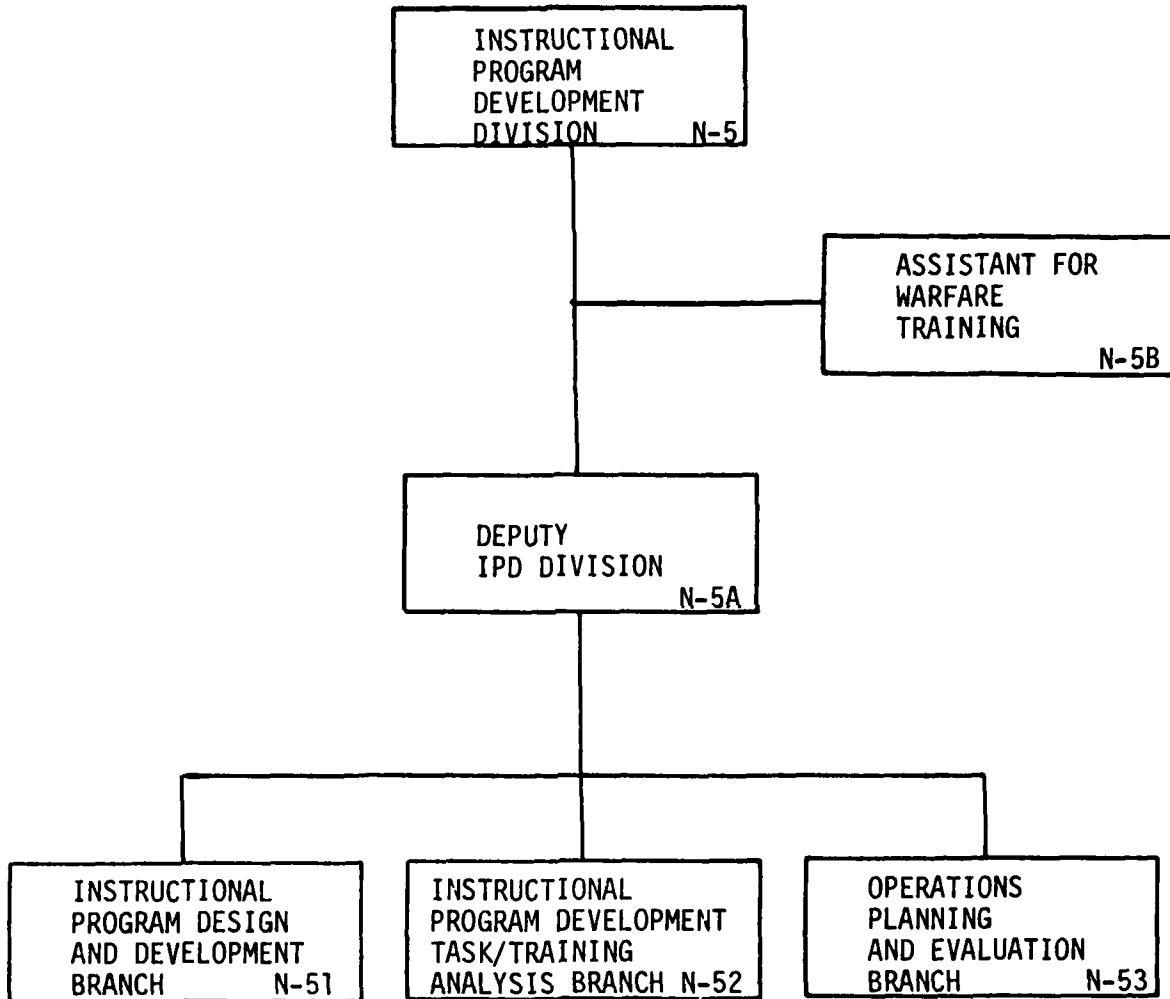 INSTRUCTIONAL
PROGRAM
DEVELOPMENT
DIVISION N-5
ASSISTANT FOR
WARFARE
TRAINING
N-5B
DEPUTY
IPD DIVISION
N-5A
INSTRUCTIONAL
PROGRAM DESIGN
AND DEVELOPMENT
BRANCH N-51
INSTRUCTIONAL
PROGRAM DEVELOPMENT
TASK/TRAINING
ANALYSIS BRANCH N-52
OPERATIONS
PLANNING
AND EVALUATION
BRANCH N-53